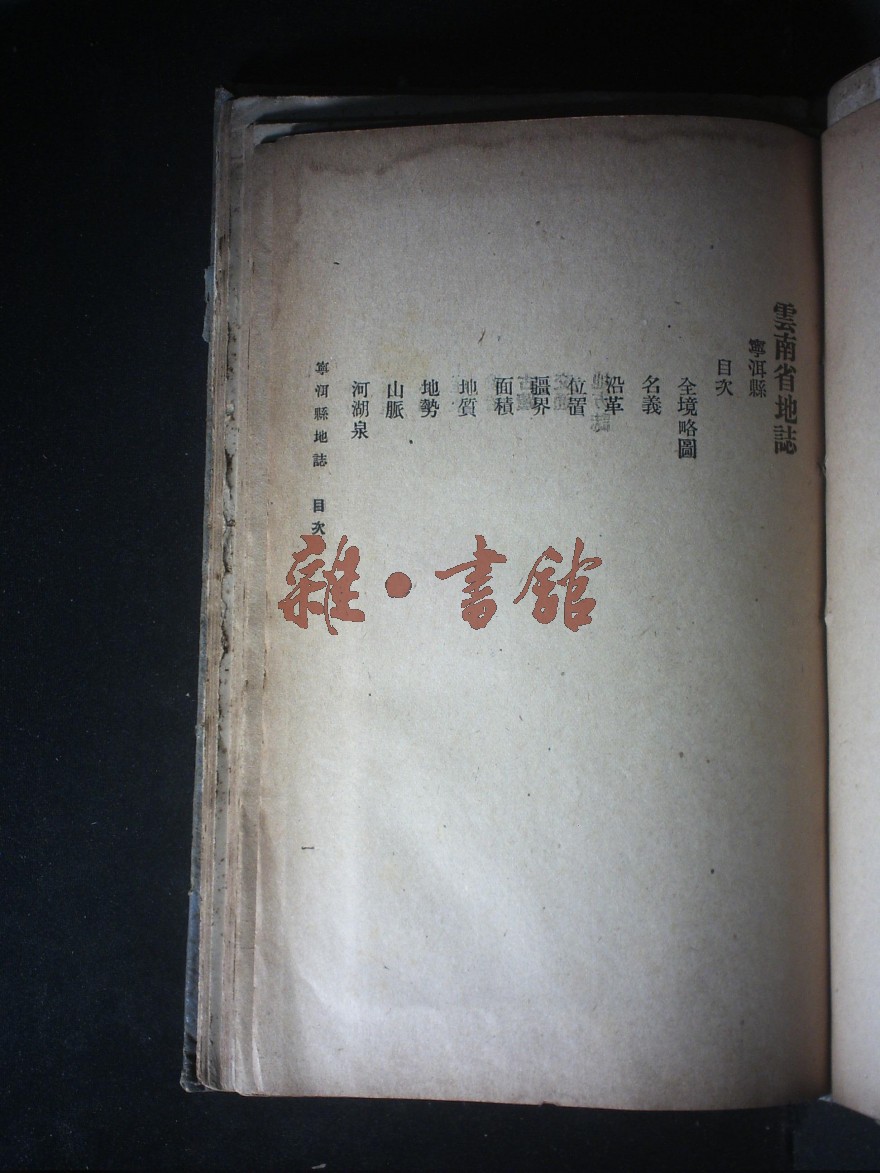 雲南省地誌
寧洱縣
目次
全境略圖
名義
沿革
位置
疆界
面積
地質
地勢
山脈
河湖泉
寧洱縣地誌 目次
一
雜·書館